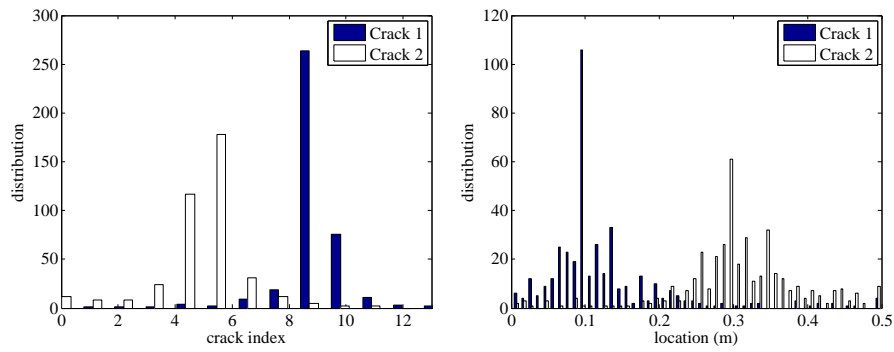 300
250
200
150
100
50
0
distribution
0 2 4 6 8 10 12
crack index
Crack 1
Crack 2
120
100
80
60
40
20
0
distribution
0 0.1 0.2 0.3 0.4 0.5
location (m)
Crack 1
Crack 2